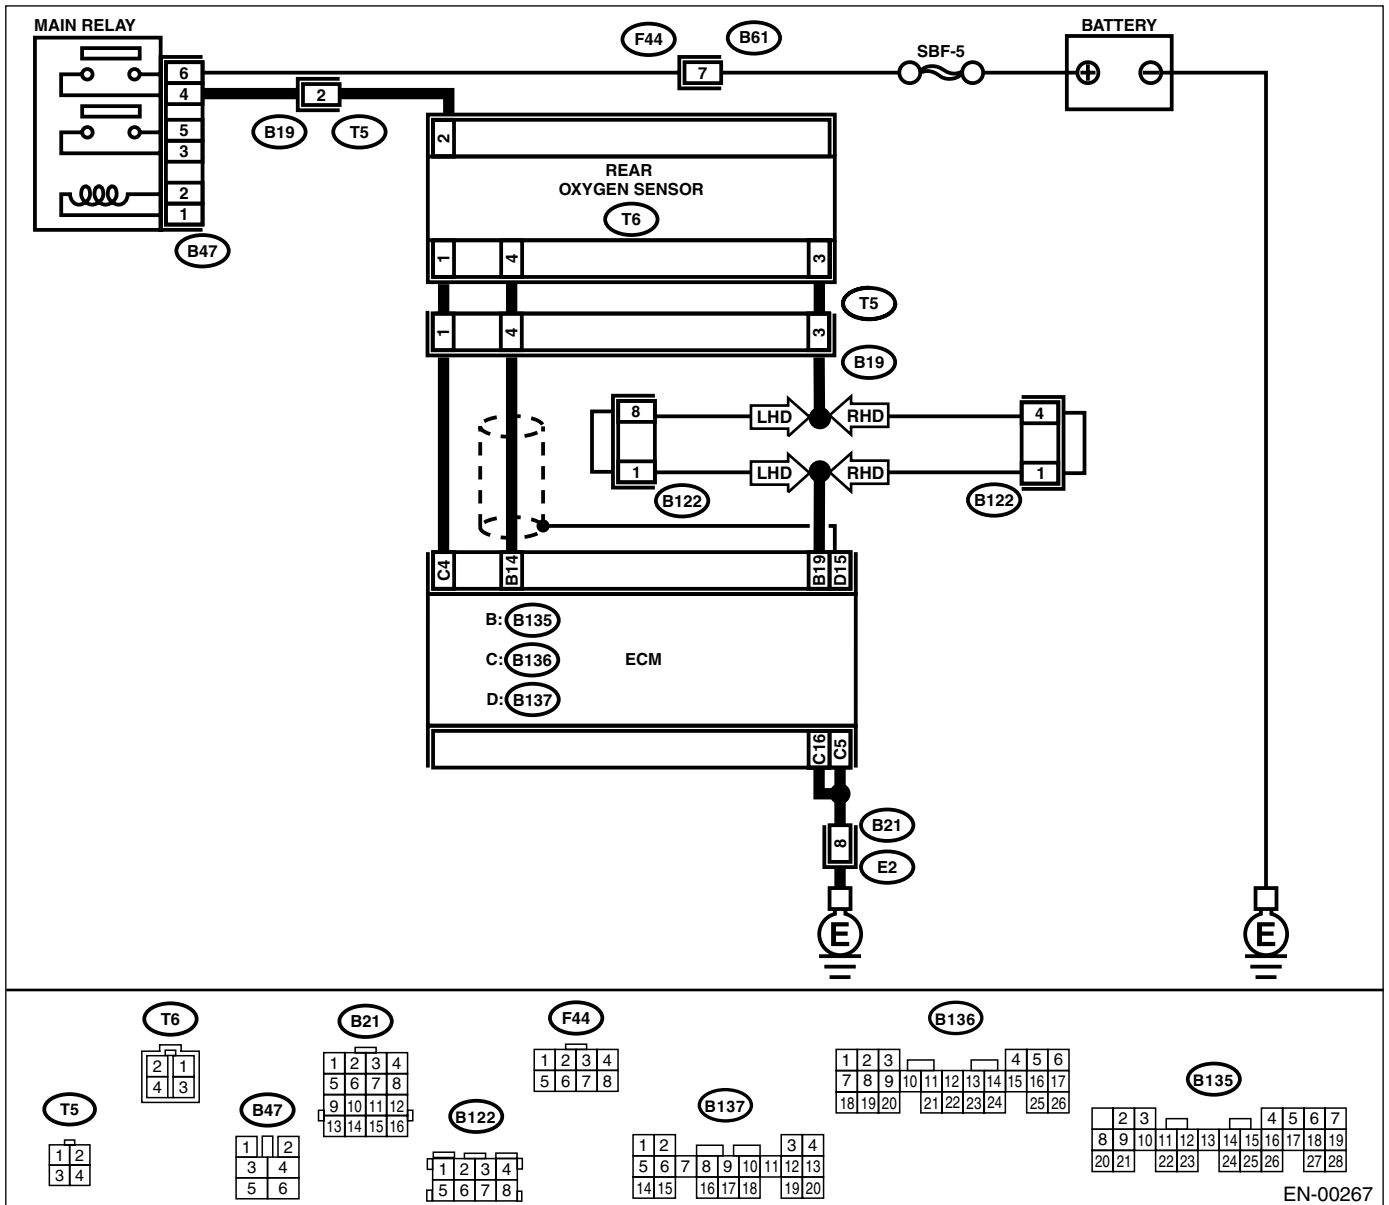 MAIN RELAY
BATTERY
F44
B61
SBF-5
6
7
4
2
B19
T5
5
3
2
1
B47
2
REAR
OXYGEN SENSOR
T6
1
4
3
T5
1
4
3
B19
8
LHD
RHD
4
1
LHD
RHD
1
B122
B122
C4
B14
B19
D15
B: B135
C: B136
ECM
D: B137
C16
C5
B21
8
E2
E
E
T6
2 1
4 3
B21
1 2 3 4
5 6 7 8
9 10 11 12
13 14 15 16
F44
1 2 3 4
5 6 7 8
B136
1 2 3 4 5 6
7 8 9 10 11 12 13 14 15 16 17
18 19 20 21 22 23 24 25 26
B135
2 3 4 5 6 7
8 9 10 11 12 13 14 15 16 17 18 19
20 21 22 23 24 25 26 27 28
T5
1 2
3 4
B47
1 2
3 4
5 6
B122
1 2 3 4
5 6 7 8
B137
1 2 3 4
5 6 7 8 9 10 11 12 13
14 15 16 17 18 19 20
EN-00267